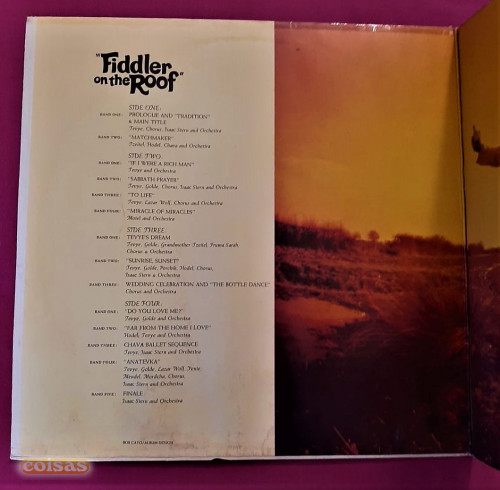 "Fiddler
on the Roof"
SIDE ONE:
BAND ONE: PROLOGUE AND "TRADITION"
& MAIN TITLE
Tevye, Chorus, Isaac Stern and Orchestra
BAND TWO: "MATCHMAKER"
Tzeitel, Hodel, Chava and Orchestra
SIDE TWO:
BAND ONE: "IF I WERE A RICH MAN"
Tevye and Orchestra
BAND TWO: "SABBATH PRAYER"
Tevye, Golde, Chorus, Isaac Stern and Orchestra
BAND THREE: "TO LIFE"
Tevye, Lazar Wolf, Chorus and Orchestra
BAND FOUR: "MIRACLE OF MIRACLES"
Motel and Orchestra
SIDE THREE:
BAND ONE: TEVYE'S DREAM
Tevye, Golde, Grandmother Tzeitel, Fruma Sarah,
Chorus & Orchestra
BAND TWO: "SUNRISE, SUNSET"
Tevye, Golde, Perchik, Hodel, Chorus,
Isaac Stern & Orchestra
BAND THREE: WEDDING CELEBRATION AND "THE BOTTLE DANCE"
Chorus and Orchestra
SIDE FOUR:
BAND ONE: "DO YOU LOVE ME?"
Tevye, Golde and Orchestra
BAND TWO: "FAR FROM THE HOME I LOVE"
Hodel, Tevye and Orchestra
BAND THREE: CHAVA BALLET SEQUENCE
Tevye, Isaac Stern and Orchestra
BAND FOUR: "ANATEVKA"
Tevye, Golde, Lazar Wolf, Yente,
Mendel, Mordcha, Chorus,
Isaac Stern and Orchestra
BAND FIVE: FINALE
Isaac Stern and Orchestra
coisas